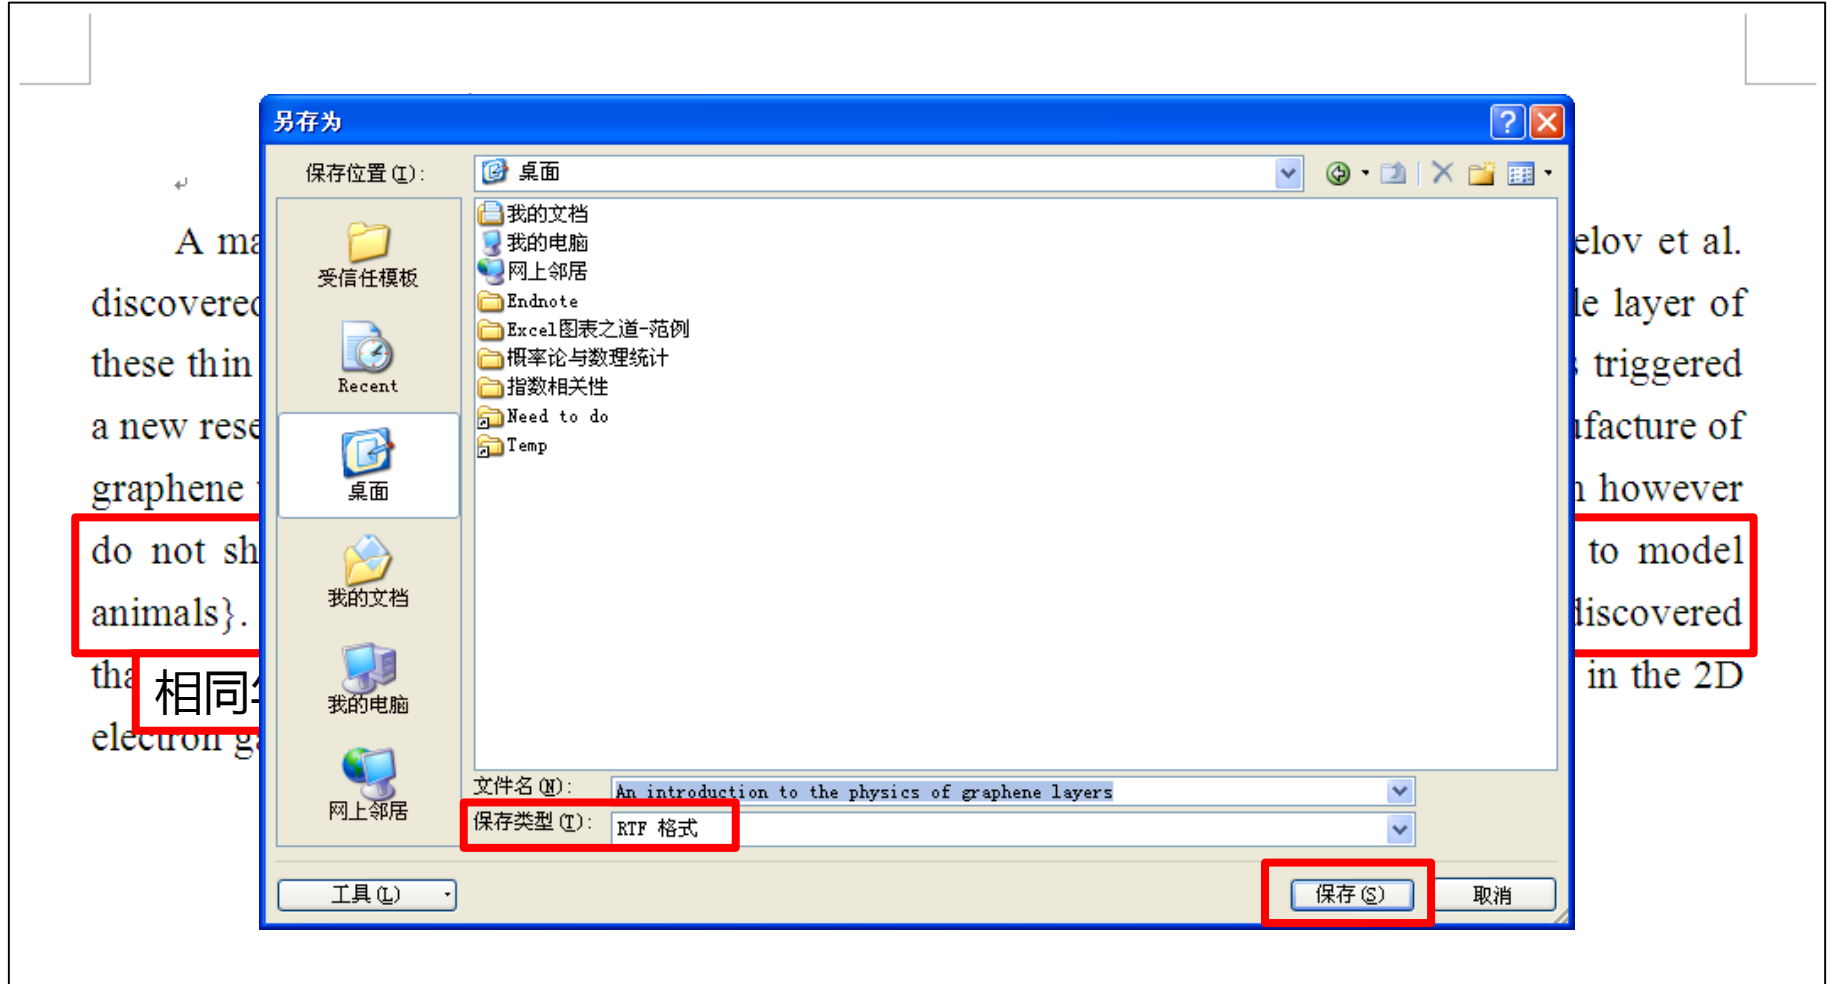 另存为
保存位置(I):
桌面
A ma
elov et al.
discovered
le layer of
these thin
triggered
a new rese
ufacture of
graphene
however
do not sh
to model
animals}.
discovered
tha
in the 2D
electron ga
相同
受信任模板
Recent
桌面
我的文档
我的电脑
网上邻居
我的文档
我的电脑
网上邻居
Endnote
Excel图表之道-范例
概率论与数理统计
指数相关性
Need to do
Temp
文件名(N):
An introduction to the physics of graphene layers
保存类型(T):
RTF 格式
工具(L)
保存(S)
取消